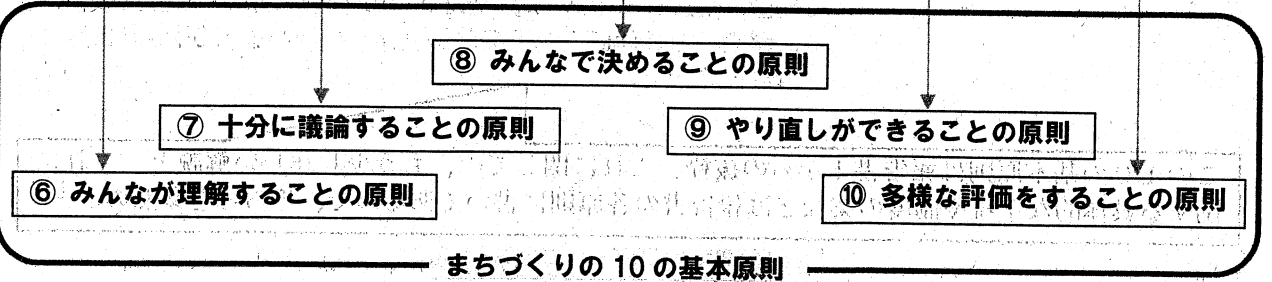 ⑧ みんなで決めることの原則
⑦ 十分に議論することの原則
⑨ やり直しができることの原則
⑥ みんなが理解することの原則
⑩ 多様な評価をすることの原則
まちづくりの 10 の基本原則